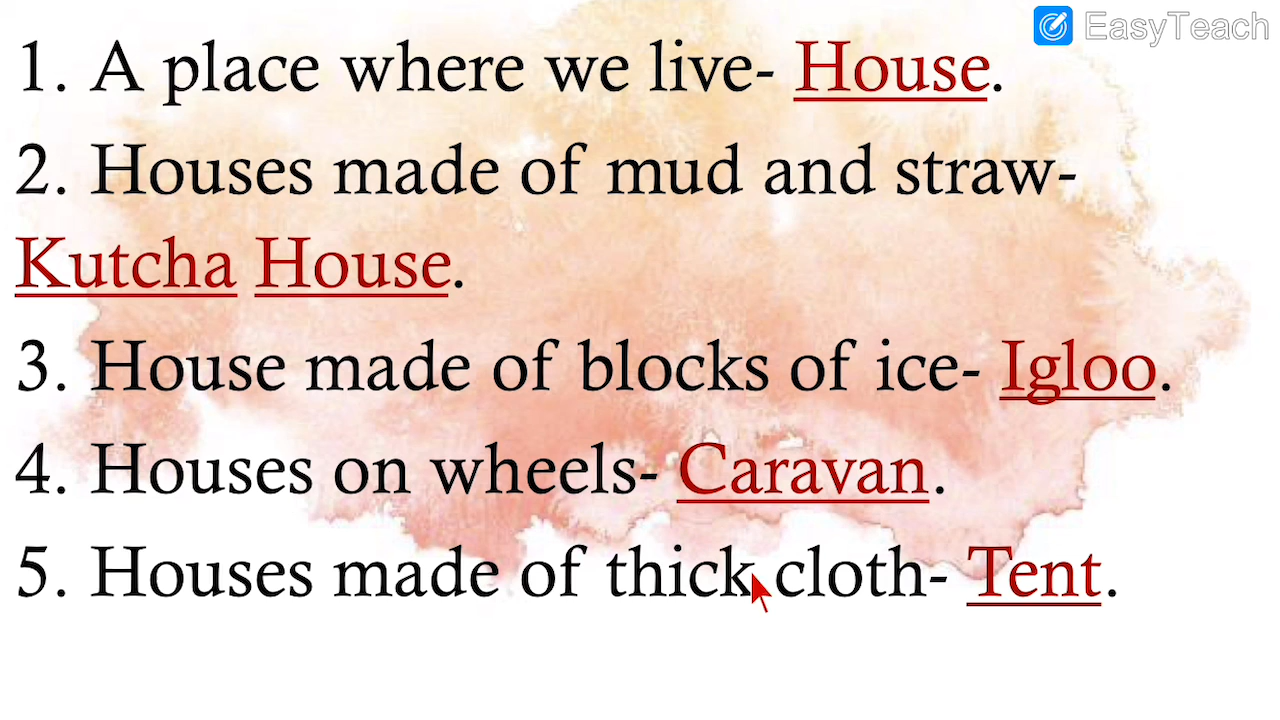 EasyTeach
1. A place where we live- House.
2. Houses made of mud and straw-
Kutcha House.
3. House made of blocks of ice- Igloo.
4. Houses on wheels- Caravan.
5. Houses made of thick cloth- Tent.